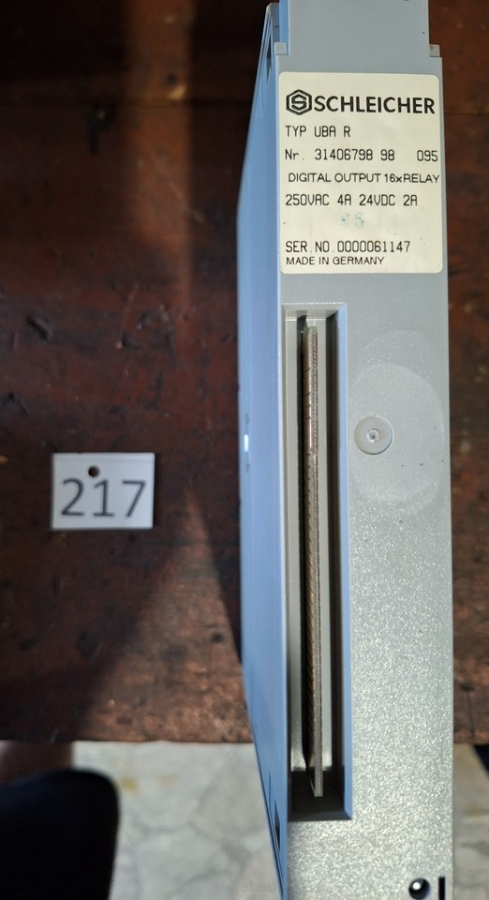 SCHLEICHER
TYP UBA R
Nr. 31406798 98 095
DIGITAL OUTPUT 16xRELAY
250VAC 4A 24VDC 2A
SER.NO.0000061147
MADE IN GERMANY
217